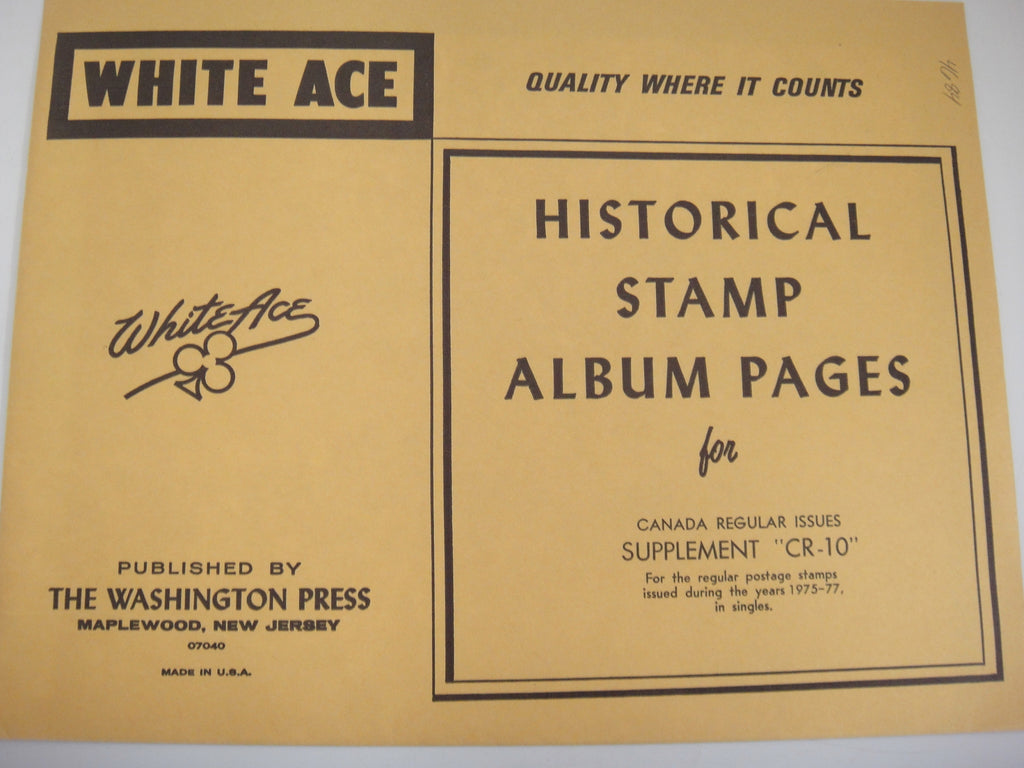 WHITE ACE
QUALITY WHERE IT COUNTS
White Ace
PUBLISHED BY
THE WASHINGTON PRESS
MAPLEWOOD, NEW JERSEY
07040
MADE IN U.S.A.
HISTORICAL
STAMP
ALBUM PAGES
for
CANADA REGULAR ISSUES
SUPPLEMENT "CR-10"
For the regular postage stamps
issued during the years 1975-77,
in singles.